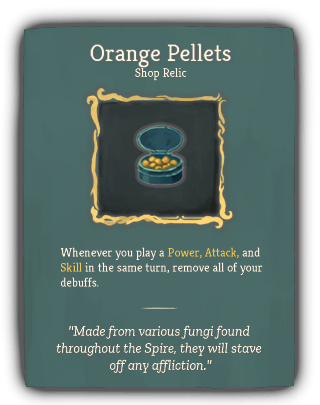 Orange Pellets
Shop Relic
Whenever you play a Power, Attack, and
Skill in the same turn, remove all of your
debuffs.
"Made from various fungi found
throughout the Spire, they will stave
off any affliction."